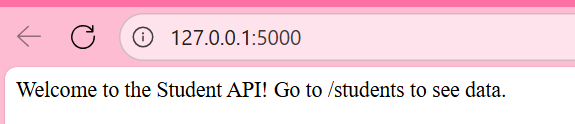 127.0.0.1:5000
Welcome to the Student API! Go to /students to see data.